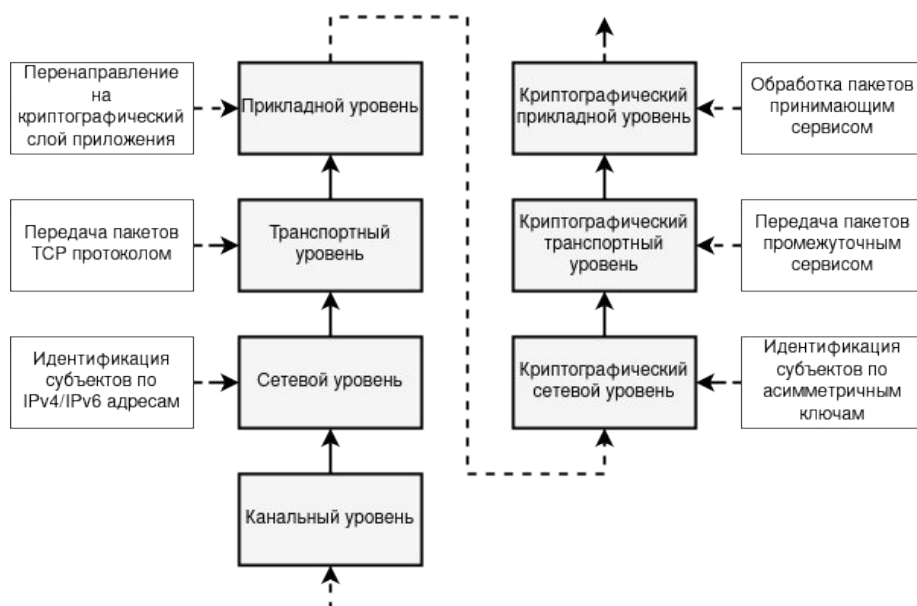 Перенаправление
на
криптографический
слой приложения
Прикладной уровень
Криптографический
прикладной уровень
Обработка пакетов
принимающим
сервисом
Передача пакетов
TCP протоколом
Транспортный
уровень
Криптографический
транспортный
уровень
Передача пакетов
промежуточным
сервисом
Идентификация
субъектов по
IPv4/IPv6 адресам
Сетевой уровень
Криптографический
сетевой уровень
Идентификация
субъектов по
асимметричным
ключам
Канальный уровень